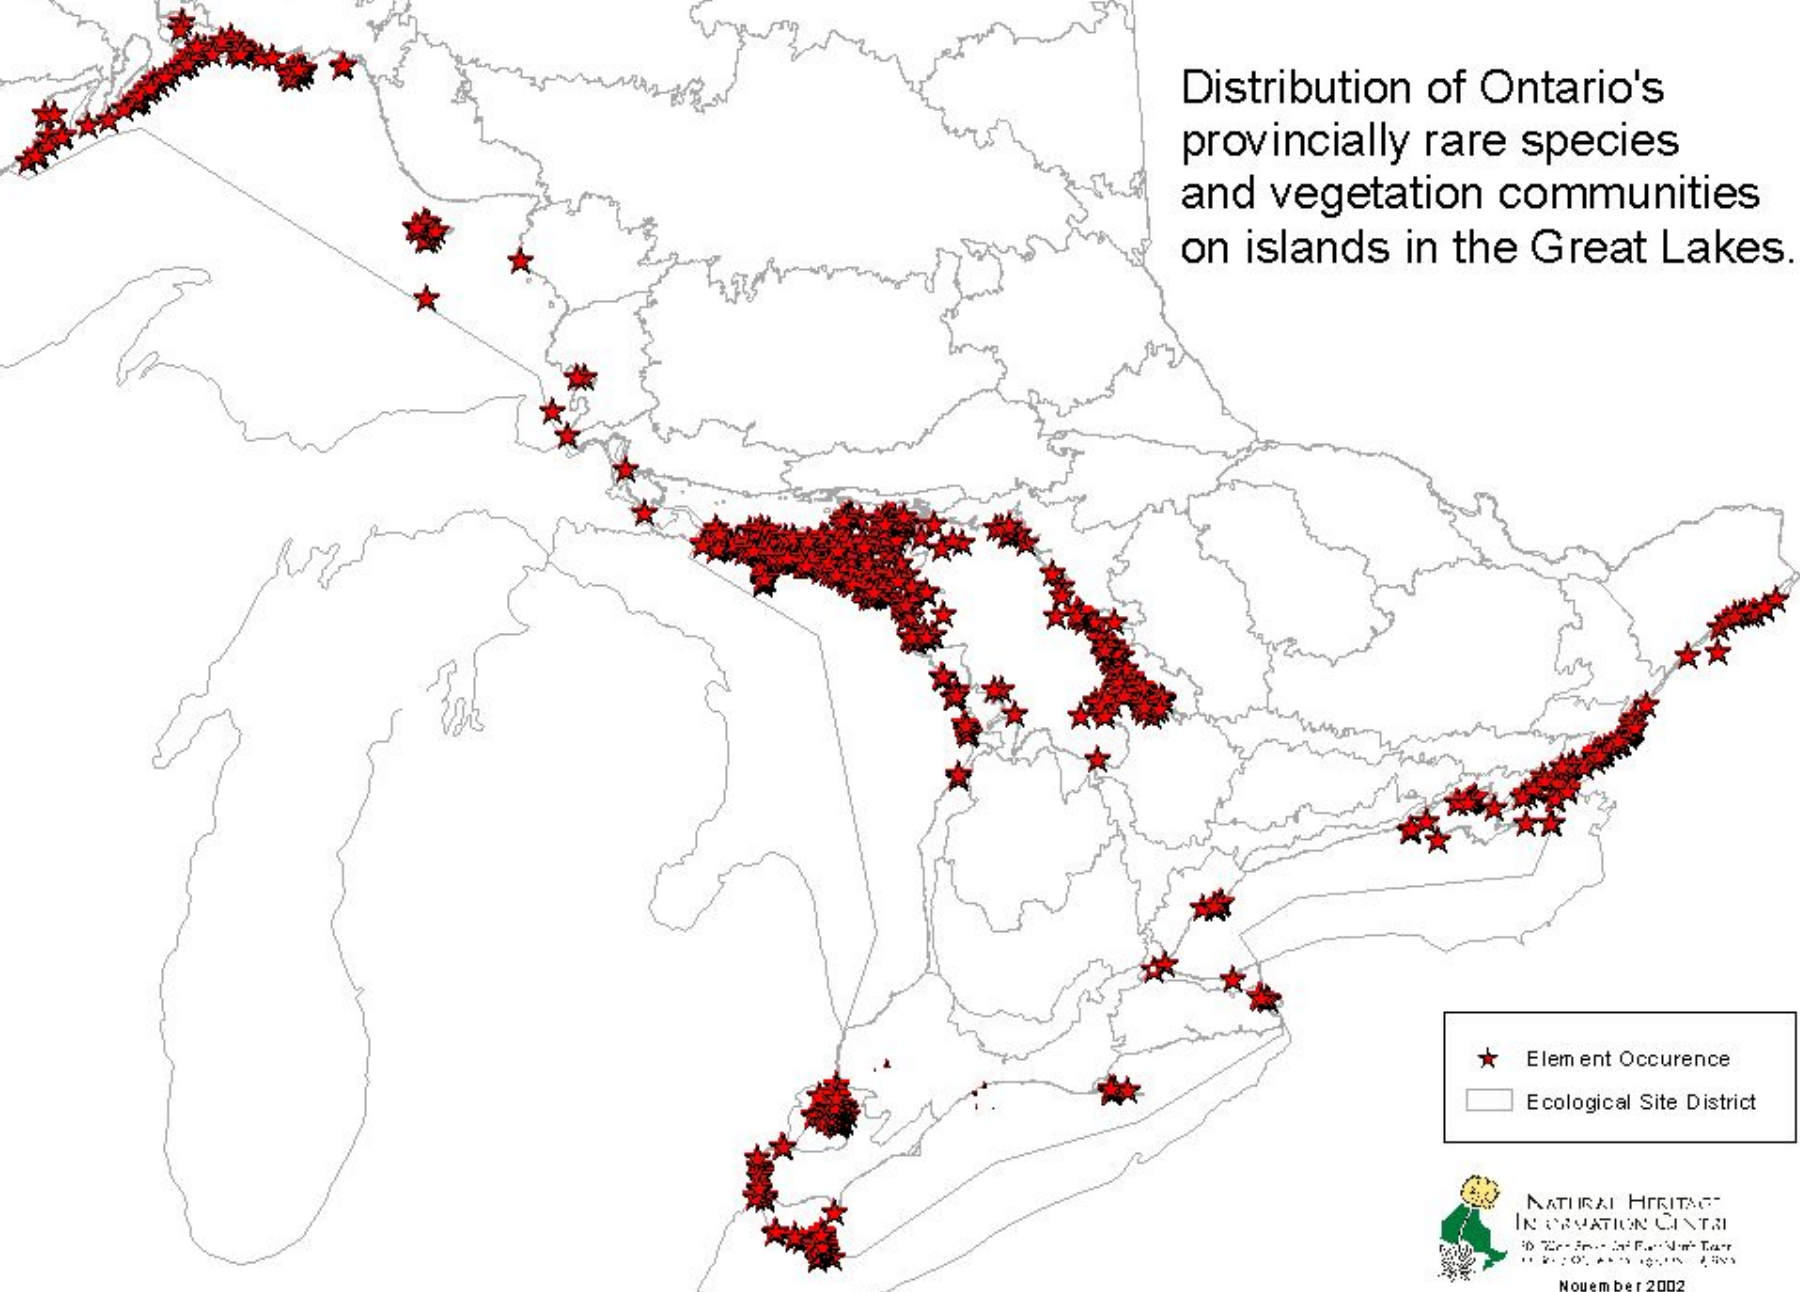 Distribution of Ontario's
provincially rare species
and vegetation communities
on islands in the Great Lakes.
Element Occurence
Ecological Site District
NATURAL HERITAGE
INFORMATION CENTRE
November 2002